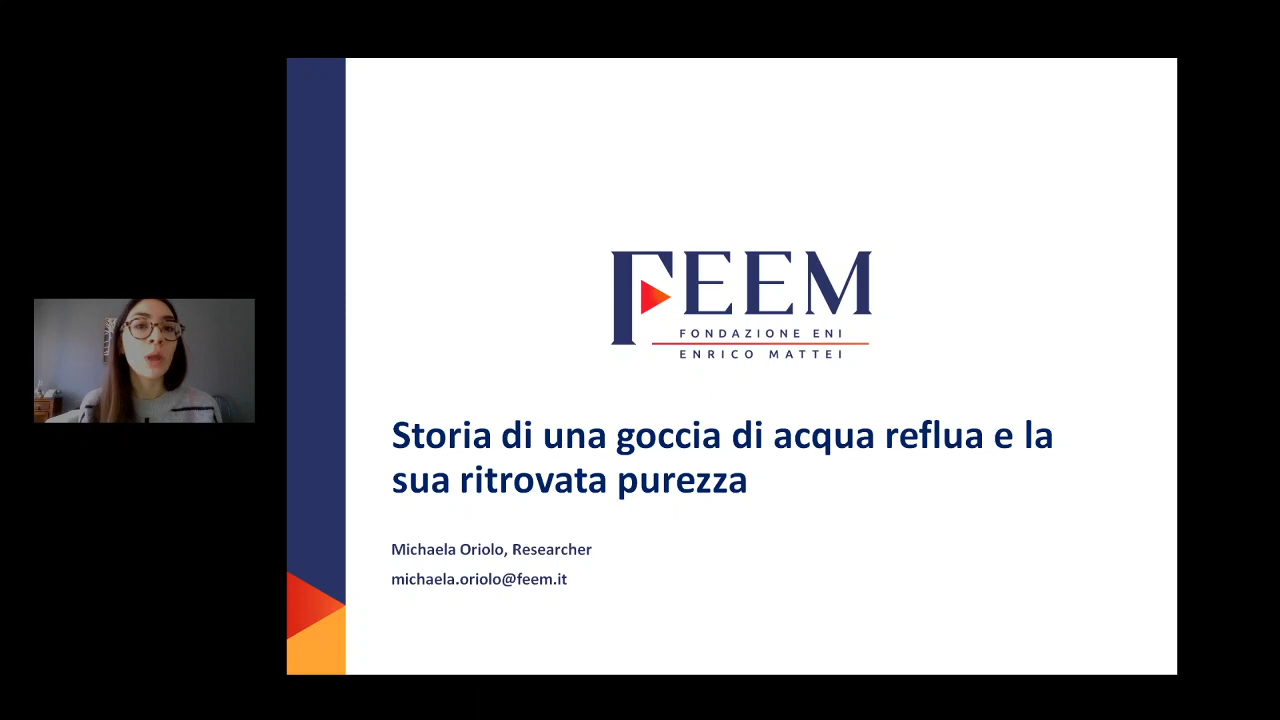 FEEM
FONDAZIONE ENI
ENRICO MATTEI
Storia di una goccia di acqua reflua e la
sua ritrovata purezza
Michaela Oriolo, Researcher
michaela.oriolo@feem.it